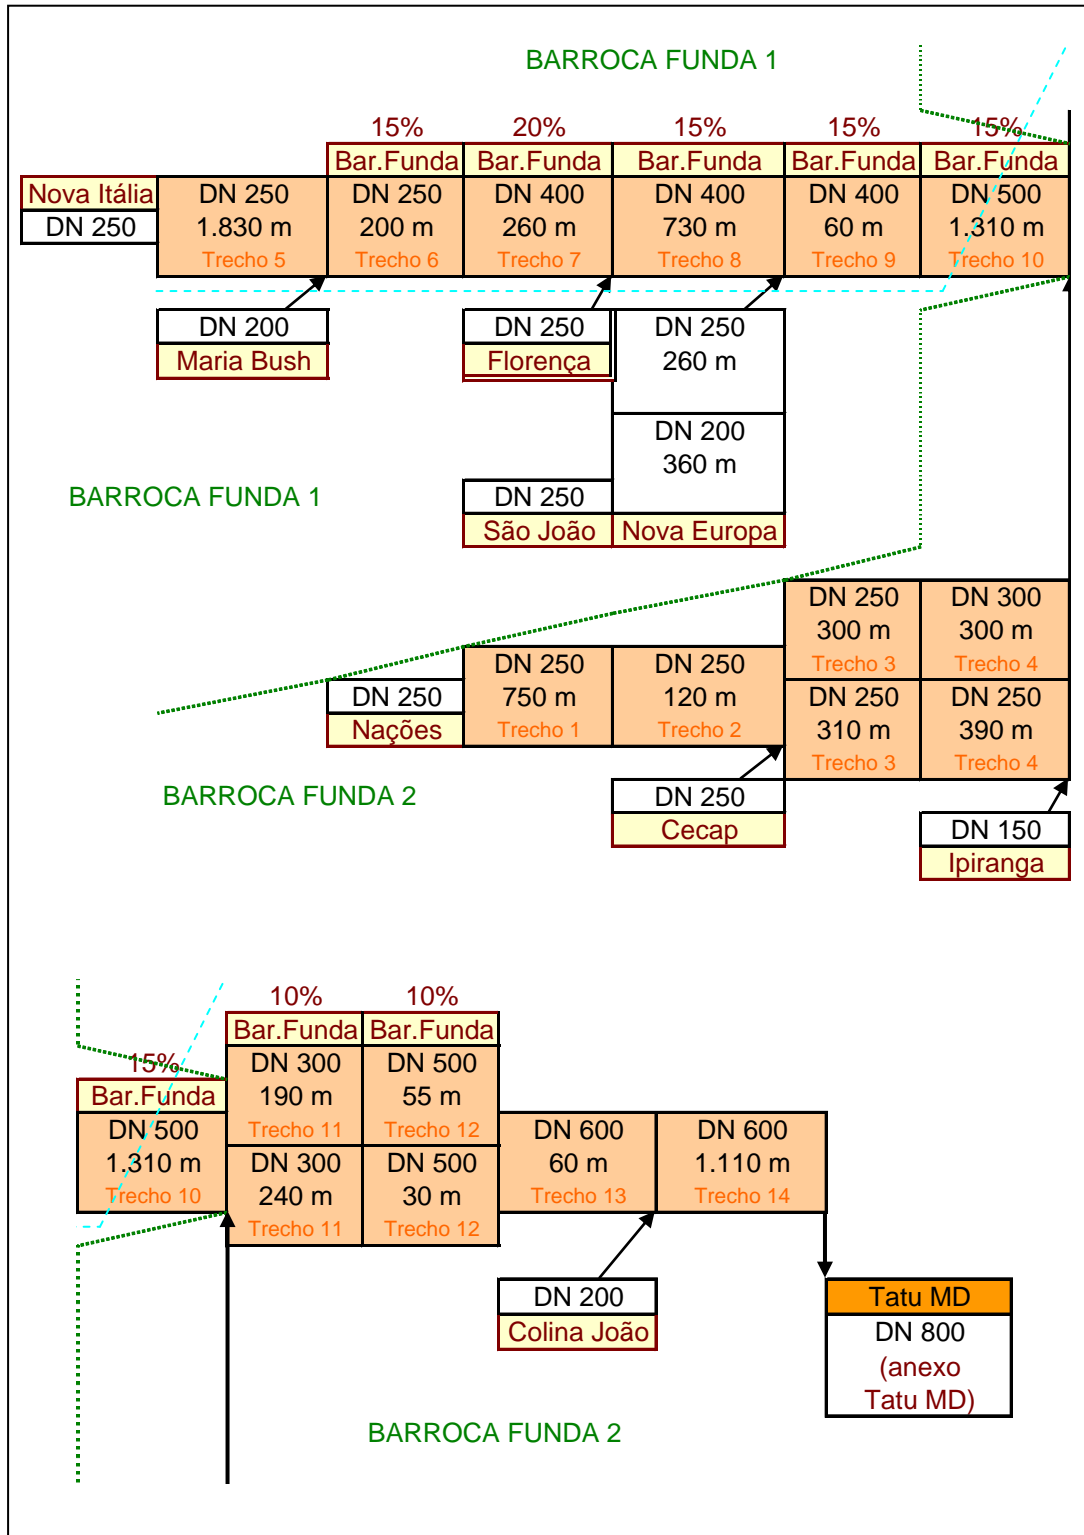 BARROCA FUNDA 1
15% 20% 15% 15% 15%
Bar.Funda Bar.Funda Bar.Funda Bar.Funda Bar.Funda
Nova Itália DN 250 DN 250 DN 400 DN 400 DN 400 DN 500
DN 250 1.830 m 200 m 260 m 730 m 60 m 1.310 m
Trecho 5 Trecho 6 Trecho 7 Trecho 8 Trecho 9 Trecho 10
DN 200 DN 250 DN 250
Maria Bush Florença 260 m
DN 200
360 m
BARROCA FUNDA 1 DN 250
São João Nova Europa
DN 250 DN 300
300 m 300 m
Trecho 3 Trecho 4
DN 250 DN 250
DN 250 750 m 120 m
Nações Trecho 1 Trecho 2
DN 250 DN 250
310 m 390 m
Trecho 3 Trecho 4
BARROCA FUNDA 2 DN 250
Cecap
DN 150
Ipiranga
10% 10%
Bar.Funda Bar.Funda
15% DN 300 DN 500
Bar.Funda 190 m 55 m
Trecho 11 Trecho 12
DN 500 DN 600 DN 600
1.310 m 60 m 1.110 m
Trecho 10 Trecho 13 Trecho 14
DN 300 DN 500
240 m 30 m
Trecho 11 Trecho 12
DN 200 Tatu MD
Colina João DN 800
(anexo
Tatu MD)
BARROCA FUNDA 2